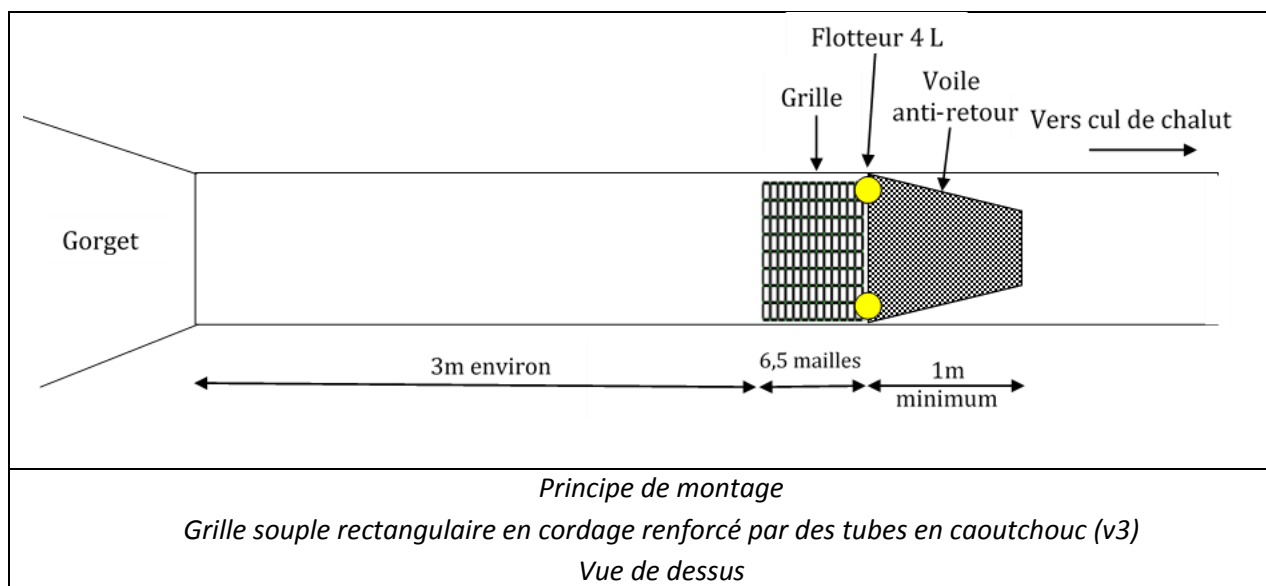 Flotteur 4 L
Grille
Voile
anti-retour
Vers cul de chalut
Gorget
3m environ
6,5 mailles
1m
minimum
Principe de montage
Grille souple rectangulaire en cordage renforcé par des tubes en caoutchouc (v3)
Vue de dessus